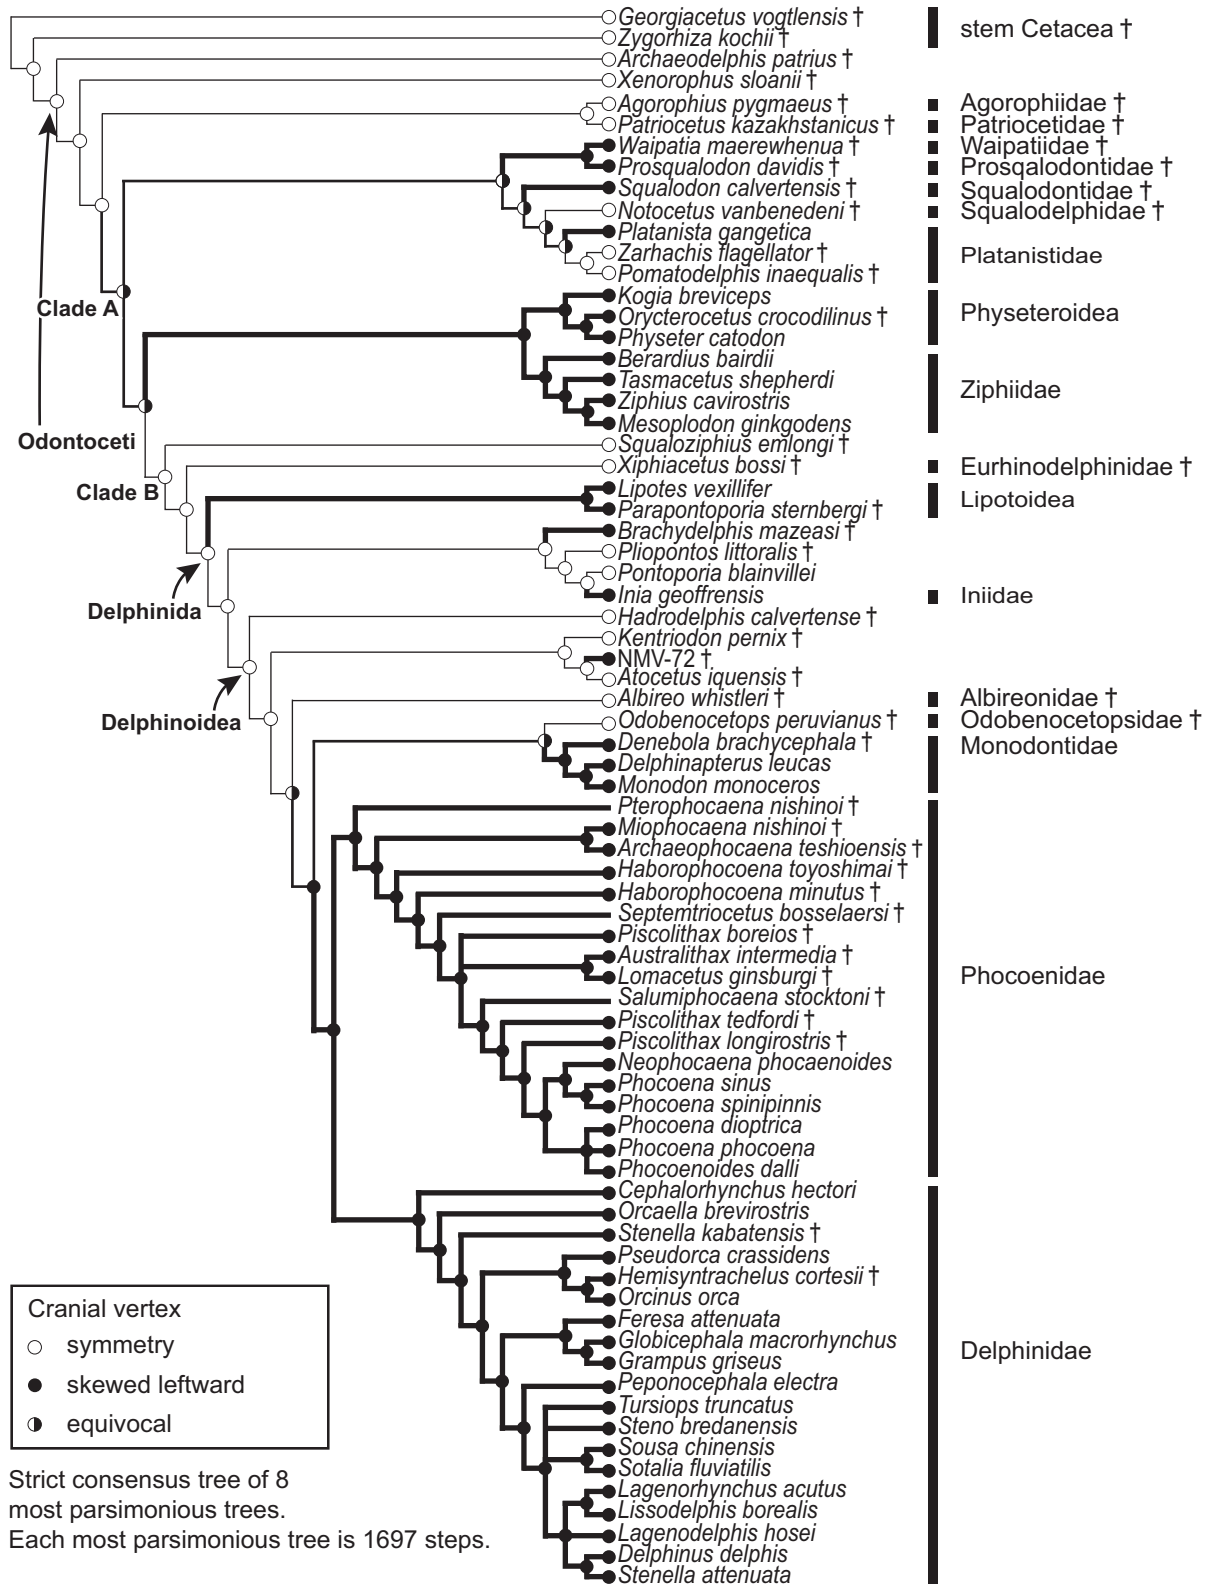 Georgiacetus vogtlensis †
stem Cetacea †
Zygorhiza kochii †
Archaeodelphis patrius †
Xenorophus sloanii †
Agorophius pygmaeus †
Agorophiidae †
Patriocetus kazakhstanicus †
Patriocetidae †
Waipatia maerewhenua †
Waipatiidae †
Prosqualodon davidis †
Prosqalodontidae †
Squalodon calvertensis †
Squalodontidae †
Notocetus vanbenedeni †
Squalodelphidae †
Platanista gangetica
Zarhachis flagellator †
Platanistidae
Pomatodelphis inaequalis †
Kogia breviceps
Clade A
Orycterocetus crocodilinus †
Physeteroidea
Physeter catodon
Berardius bairdii
Tasmacetus shepherdi
Ziphiidae
Ziphius cavirostris
Mesoplodon ginkgodens
Odontoceti
Squaloziphius emlongi †
Xiphiacetus bossi †
Eurhinodelphinidae †
Clade B
Lipotes vexillifer
Lipotoidea
Parapontoporia sternbergi †
Brachydelphis mazeasi †
Pliopontos littoralis †
Pontoporia blainvillei
Inia geoffrensis
Iniidae
Delphinida
Hadrodelphis calvertense †
Kentriodon pernix †
NMV-72 †
Atocetus iquensis †
Albireo whistleri †
Albireonidae †
Delphinoidea
Odobenocetops peruvianus †
Odobenocetopsidae †
Denebola brachycephala †
Monodontidae
Delphinapterus leucas
Monodon monoceros
Pterophocaena nishinoi †
Miophocaena nishinoi †
Archaeophocaena teshioensis †
Haborophocoena toyoshimai †
Haborophocoena minutus †
Septemtriocetus bosselaersi †
Piscolithax boreios †
Australithax intermedia †
Lomacetus ginsburgi †
Phocoenidae
Salumiphocaena stocktoni †
Piscolithax tedfordi †
Piscolithax longirostris †
Neophocaena phocaenoides
Phocoena sinus
Phocoena spinipinnis
Phocoena dioptrica
Phocoena phocoena
Phocoenoides dalli
Cephalorhynchus hectori
Orcaella brevirostris
Stenella kabatensis †
Pseudorca crassidens
Hemisyntrachelus cortesii †
Orcinus orca
Feresa attenuata
Globicephala macrorhynchus
Delphinidae
Grampus griseus
Peponocephala electra
Tursiops truncatus
Steno bredanensis
Sousa chinensis
Sotalia fluviatilis
Lagenorhynchus acutus
Lissodelphis borealis
Lagenodelphis hosei
Delphinus delphis
Stenella attenuata
Cranial vertex
symmetry
skewed leftward
equivocal
Strict consensus tree of 8
most parsimonious trees.
Each most parsimonious tree is 1697 steps.